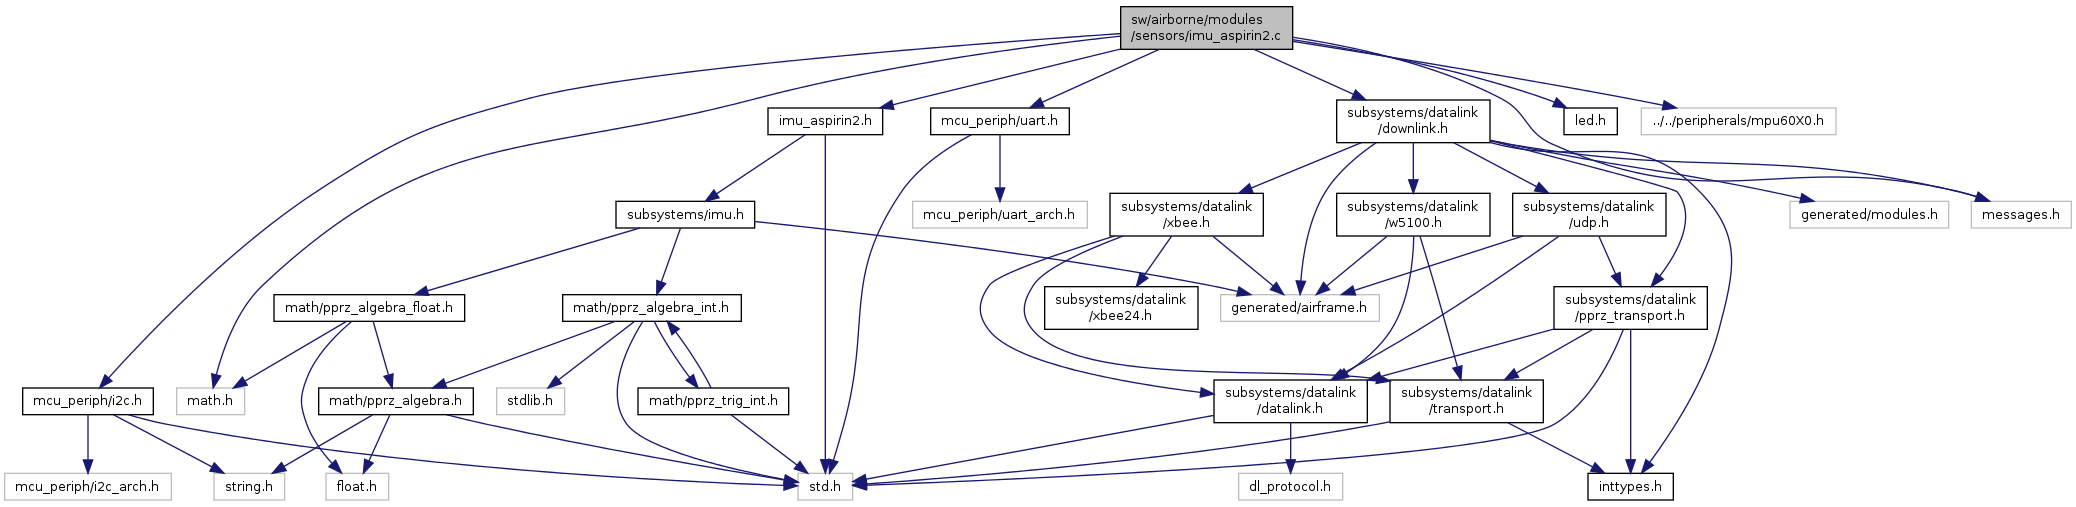 sw/airborne/modules
/sensors/imu_aspirin2.c
imu_aspirin2.h
mcu_periph/uart.h
subsystems/datalink
/downlink.h
led.h
../../peripherals/mpu60X0.h
subsystems/imu.h
mcu_periph/uart_arch.h
subsystems/datalink
/xbee.h
subsystems/datalink
/w5100.h
subsystems/datalink
/udp.h
generated/modules.h
messages.h
math/pprz_algebra_float.h
math/pprz_algebra_int.h
subsystems/datalink
/xbee24.h
generated/airframe.h
subsystems/datalink
/pprz_transport.h
mcu_periph/i2c.h
math.h
math/pprz_algebra.h
stdlib.h
math/pprz_trig_int.h
subsystems/datalink
/datalink.h
subsystems/datalink
/transport.h
mcu_periph/i2c_arch.h
string.h
float.h
std.h
dl_protocol.h
inttypes.h